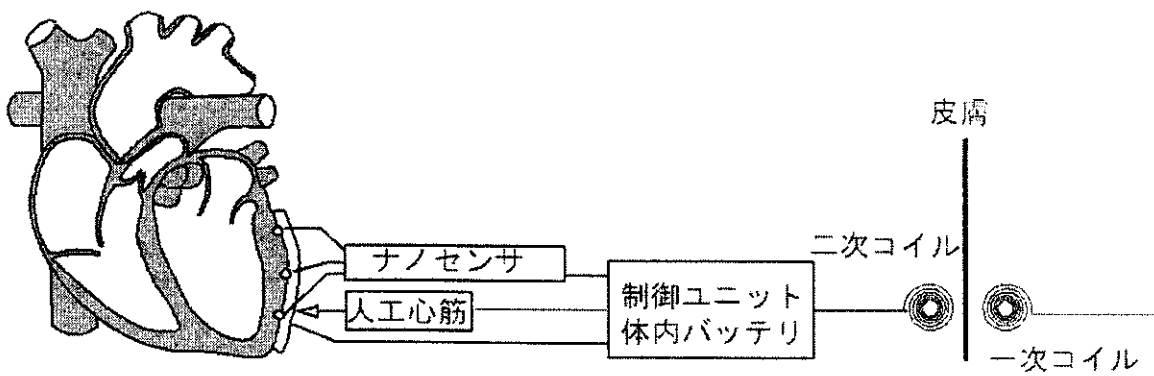 皮膚
二次コイル
ナノセンサ
制御ユニット
人工心筋
体内バッテリ
一次コイル